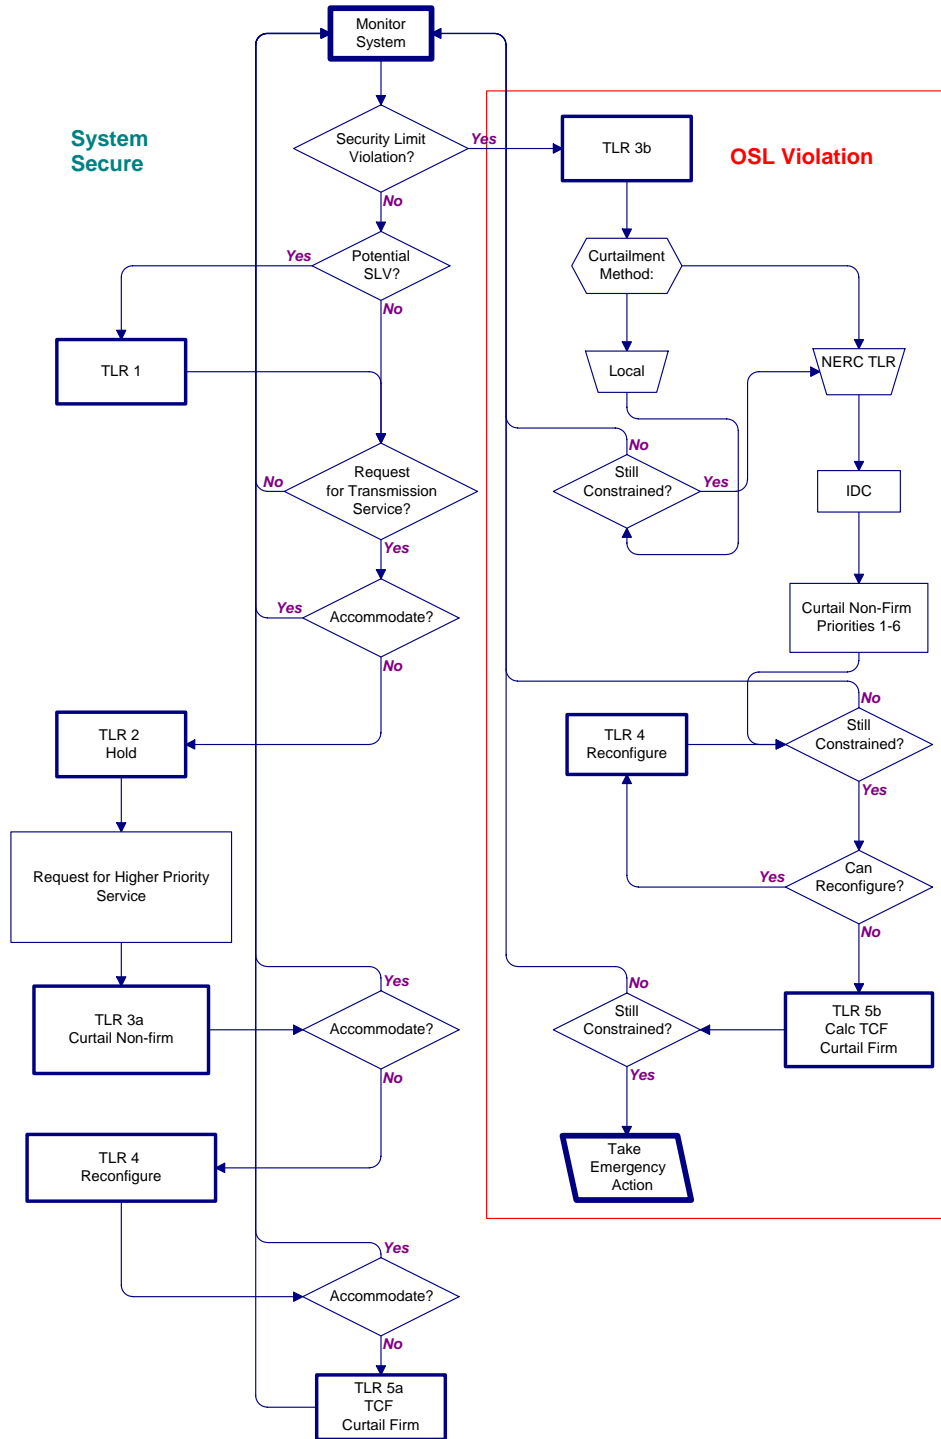 Monitor
System
System
Secure
Security Limit
Violation?
Yes
No
TLR 3b
OSL Violation
Potential
SLV?
Yes
No
Curtailment
Method:
TLR 1
Local
NERC TLR
Request
for Transmission
Service?
No
Yes
No
Still
Constrained?
Yes
IDC
Accommodate?
Yes
No
Curtail Non-Firm
Priorities 1-6
TLR 2
Hold
TLR 4
Reconfigure
No
Still
Constrained?
Yes
Request for Higher Priority
Service
Can
Reconfigure?
Yes
No
TLR 3a
Curtail Non-firm
Yes
Accommodate?
No
No
Still
Constrained?
Yes
TLR 5b
Calc TCF
Curtail Firm
TLR 4
Reconfigure
Take
Emergency
Action
Yes
Accommodate?
No
TLR 5a
TCF
Curtail Firm